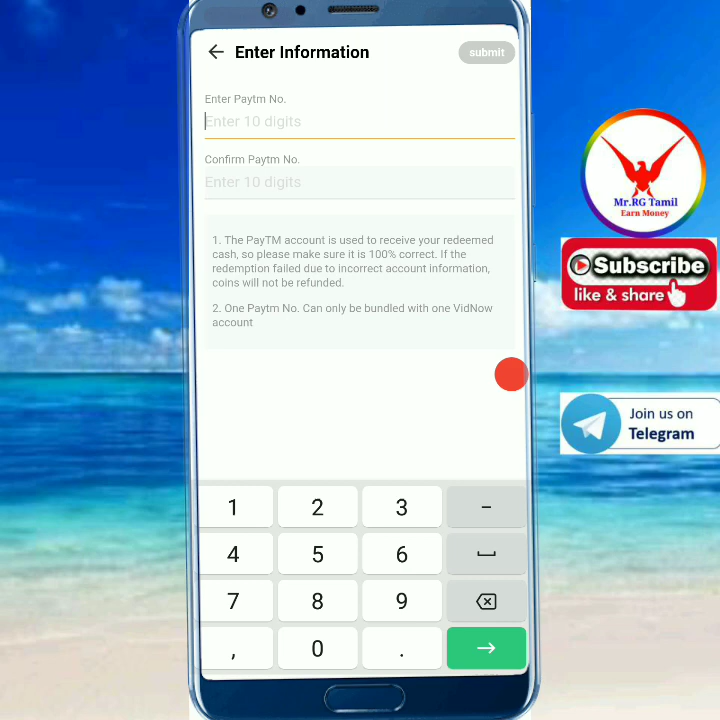 Enter Information
submit
Enter Paytm No.
Enter 10 digits
Confirm Paytm No.
Enter 10 digits
1. The PayTM account is used to receive your redeemed
cash, so please make sure it is 100% correct. If the
redemption failed due to incorrect account information,
coins will not be refunded.
2. One Paytm No. Can only be bundled with one VidNow
account
1 2 3 -
4 5 6
7 8 9
, 0 .
Mr.RG Tamil
Earn Money
Subscribe
like & share
Join us on
Telegram